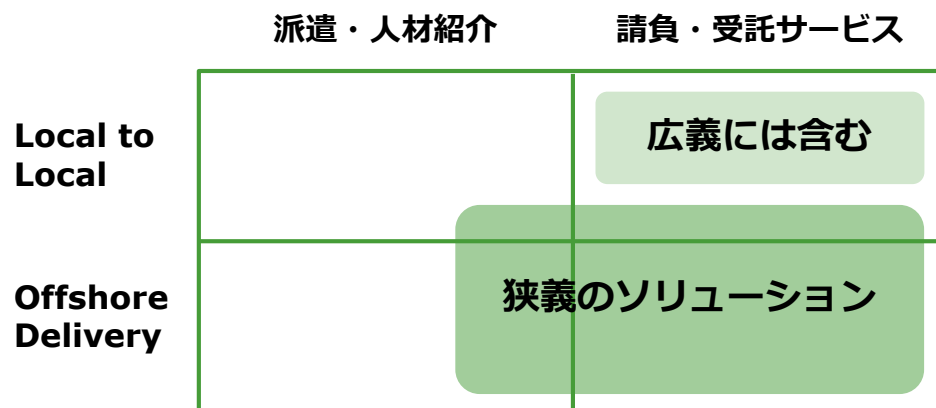 派遣・人材紹介
請負・受託サービス
Local to
Local
広義には含む
Offshore
Delivery
狭義のソリューション